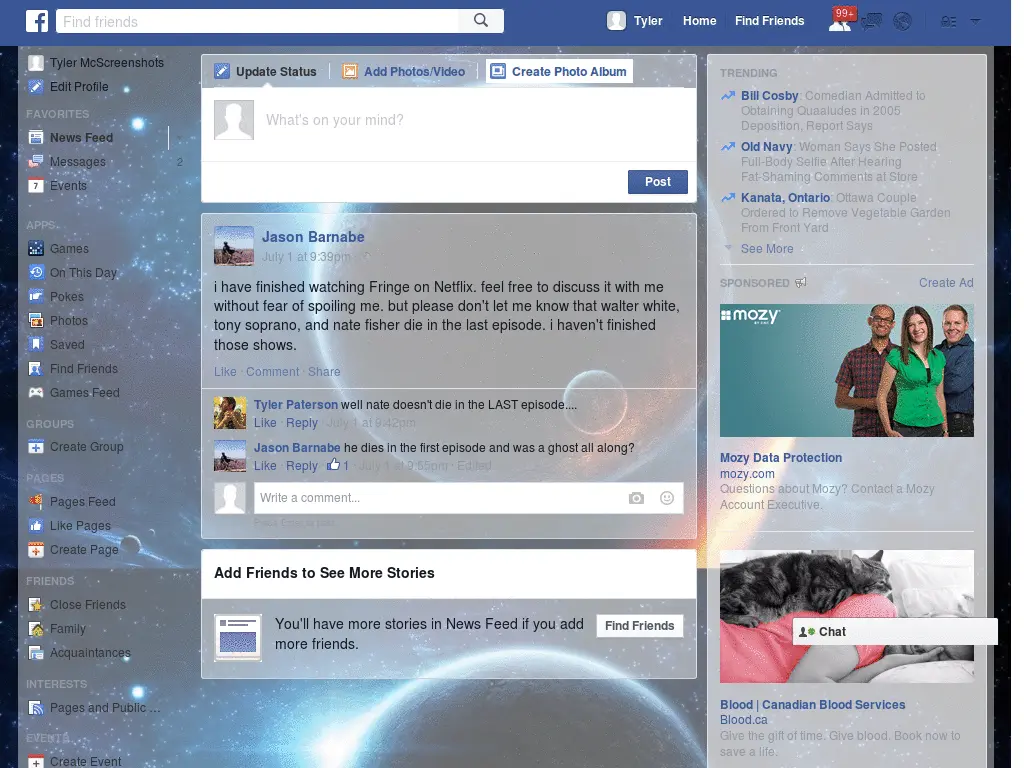 Find friends
Tyler
Home
Find Friends
99+
Tyler McScreenshots
Edit Profile
FAVORITES
News Feed
Messages 2
Events
APPS
Games
On This Day
Pokes
Photos
Saved
Find Friends
Games Feed
GROUPS
Create Group
PAGES
Pages Feed
Like Pages
Create Page
FRIENDS
Close Friends
Family
Acquaintances
INTERESTS
Pages and Public ...
EVENTS
Create Event
Update Status
Add Photos/Video
Create Photo Album
What's on your mind?
Post
Jason Barnabe
July 1 at 9:39pm
i have finished watching Fringe on Netflix. feel free to discuss it with me
without fear of spoiling me. but please don't let me know that walter white,
tony soprano, and nate fisher die in the last episode. i haven't finished
those shows.
Like · Comment · Share
Tyler Paterson well nate doesn't die in the LAST episode....
Like · Reply · July 1 at 9:42pm
Jason Barnabe he dies in the first episode and was a ghost all along?
Like · Reply · 1 · July 1 at 9:55pm · Edited
Write a comment...
Press Enter to post.
Add Friends to See More Stories
You'll have more stories in News Feed if you add
more friends.
Find Friends
TRENDING
Bill Cosby: Comedian Admitted to
Obtaining Quaaludes in 2005
Deposition, Report Says
Old Navy: Woman Says She Posted
Full-Body Selfie After Hearing
Fat-Shaming Comments at Store
Kanata, Ontario: Ottawa Couple
Ordered to Remove Vegetable Garden
From Front Yard
See More
SPONSORED
Create Ad
mozy
Mozy Data Protection
mozy.com
Questions about Mozy? Contact a Mozy
Account Executive.
Chat
Blood | Canadian Blood Services
Blood.ca
Give the gift of time. Give blood. Book now to
save a life.